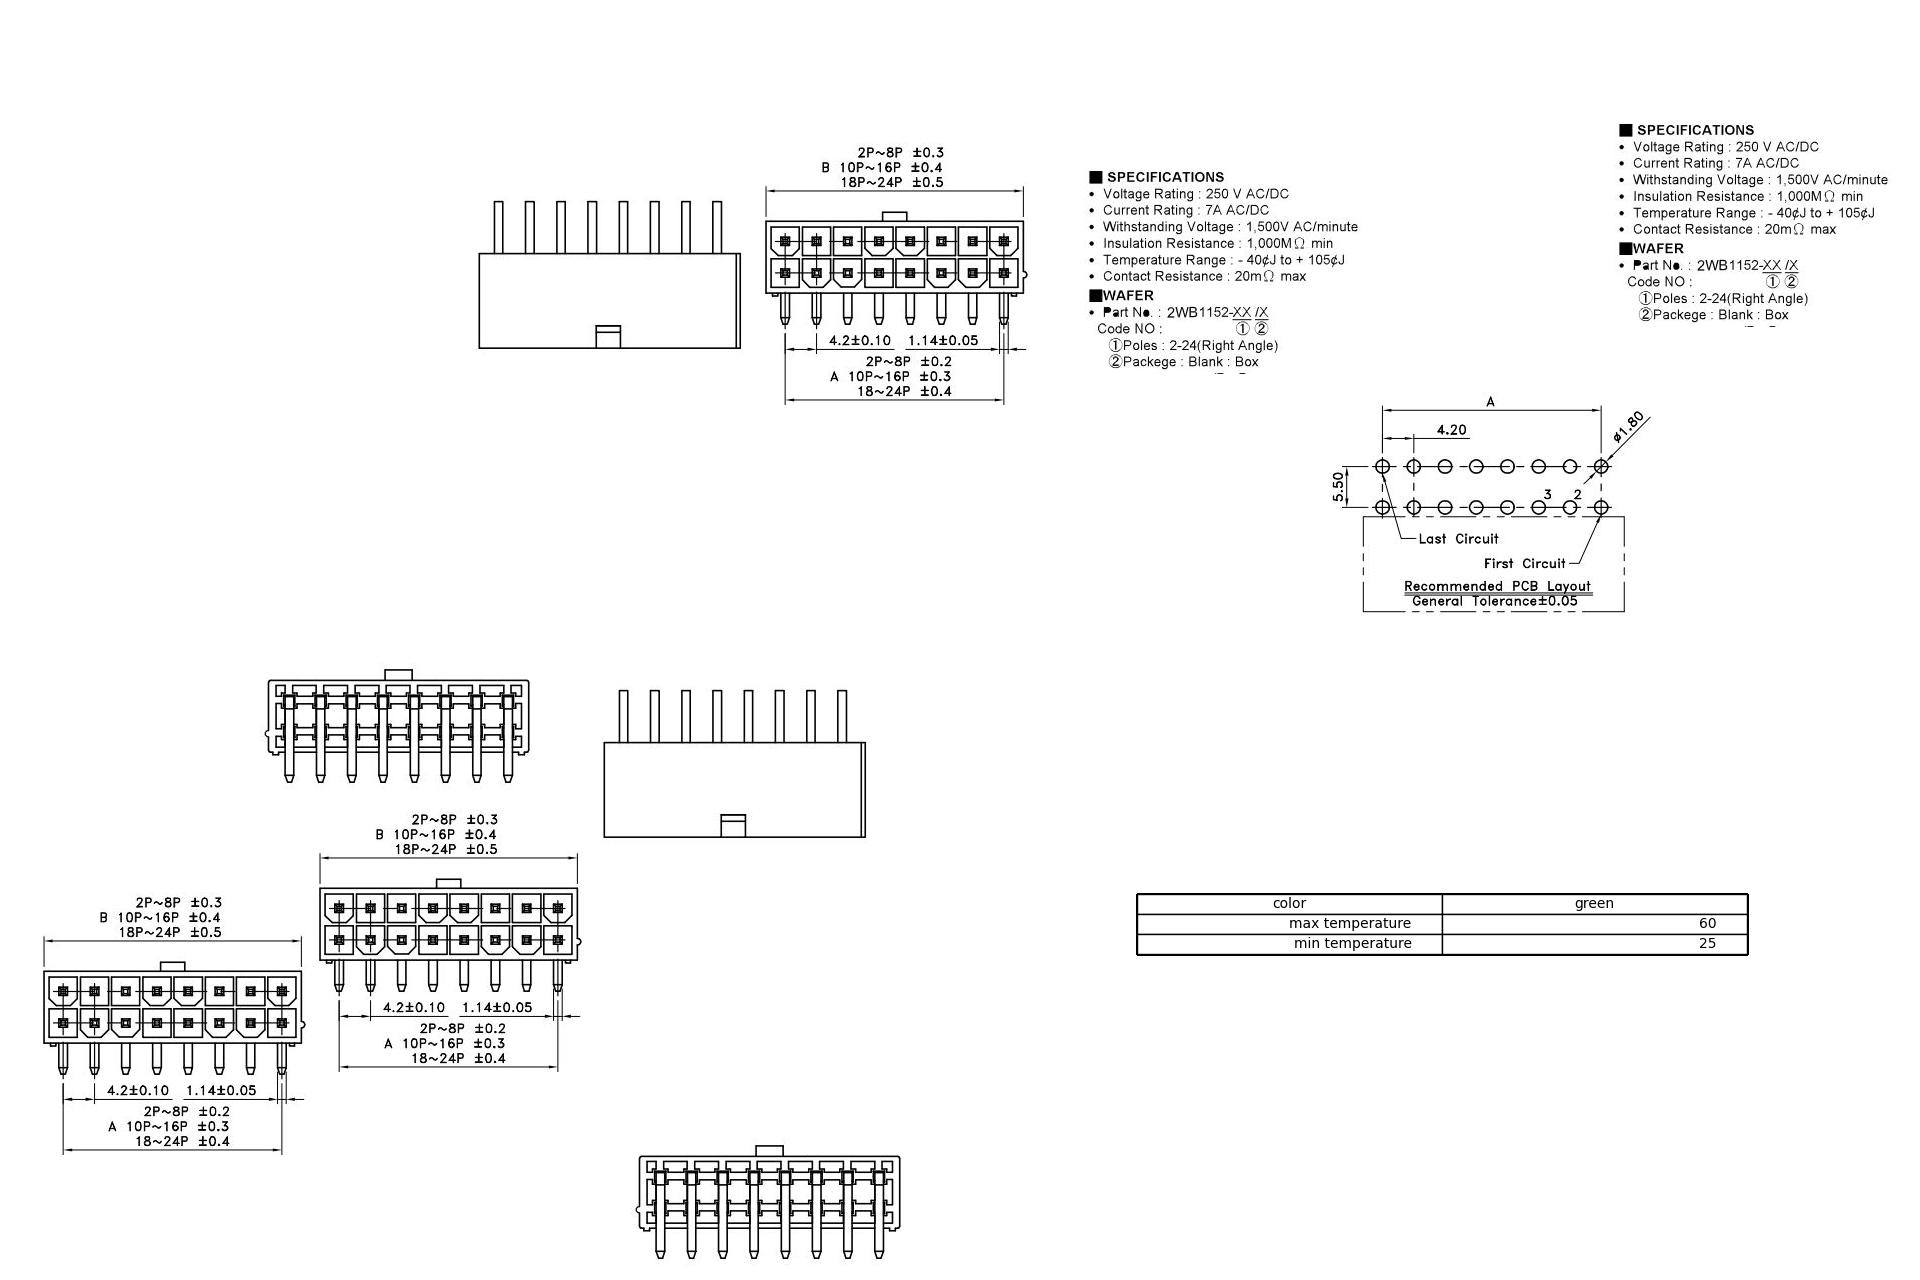 2P~8P ±0.3
B 10P~16P ±0.4
18P~24P ±0.5
4.2±0.10 1.14±0.05
2P~8P ±0.2
A 10P~16P ±0.3
18~24P ±0.4
■ SPECIFICATIONS
• Voltage Rating : 250 V AC/DC
• Current Rating : 7A AC/DC
• Withstanding Voltage : 1,500V AC/minute
• Insulation Resistance : 1,000MΩ min
• Temperature Range : - 40¢J to + 105¢J
• Contact Resistance : 20mΩ max
■WAFER
• Part No. : 2WB1152-XX /X
Code NO : ① ②
①Poles : 2-24(Right Angle)
②Packege : Blank : Box
■ SPECIFICATIONS
• Voltage Rating : 250 V AC/DC
• Current Rating : 7A AC/DC
• Withstanding Voltage : 1,500V AC/minute
• Insulation Resistance : 1,000MΩ min
• Temperature Range : - 40¢J to + 105¢J
• Contact Resistance : 20mΩ max
■WAFER
• Part No. : 2WB1152-XX /X
Code NO : ① ②
①Poles : 2-24(Right Angle)
②Packege : Blank : Box
A
4.20
ø1.80
5.50
3 2
Last Circuit
First Circuit
Recommended PCB Layout
General Tolerance±0.05
2P~8P ±0.3
B 10P~16P ±0.4
18P~24P ±0.5
4.2±0.10 1.14±0.05
2P~8P ±0.2
A 10P~16P ±0.3
18~24P ±0.4
2P~8P ±0.3
B 10P~16P ±0.4
18P~24P ±0.5
4.2±0.10 1.14±0.05
2P~8P ±0.2
A 10P~16P ±0.3
18~24P ±0.4
color green
max temperature 60
min temperature 25